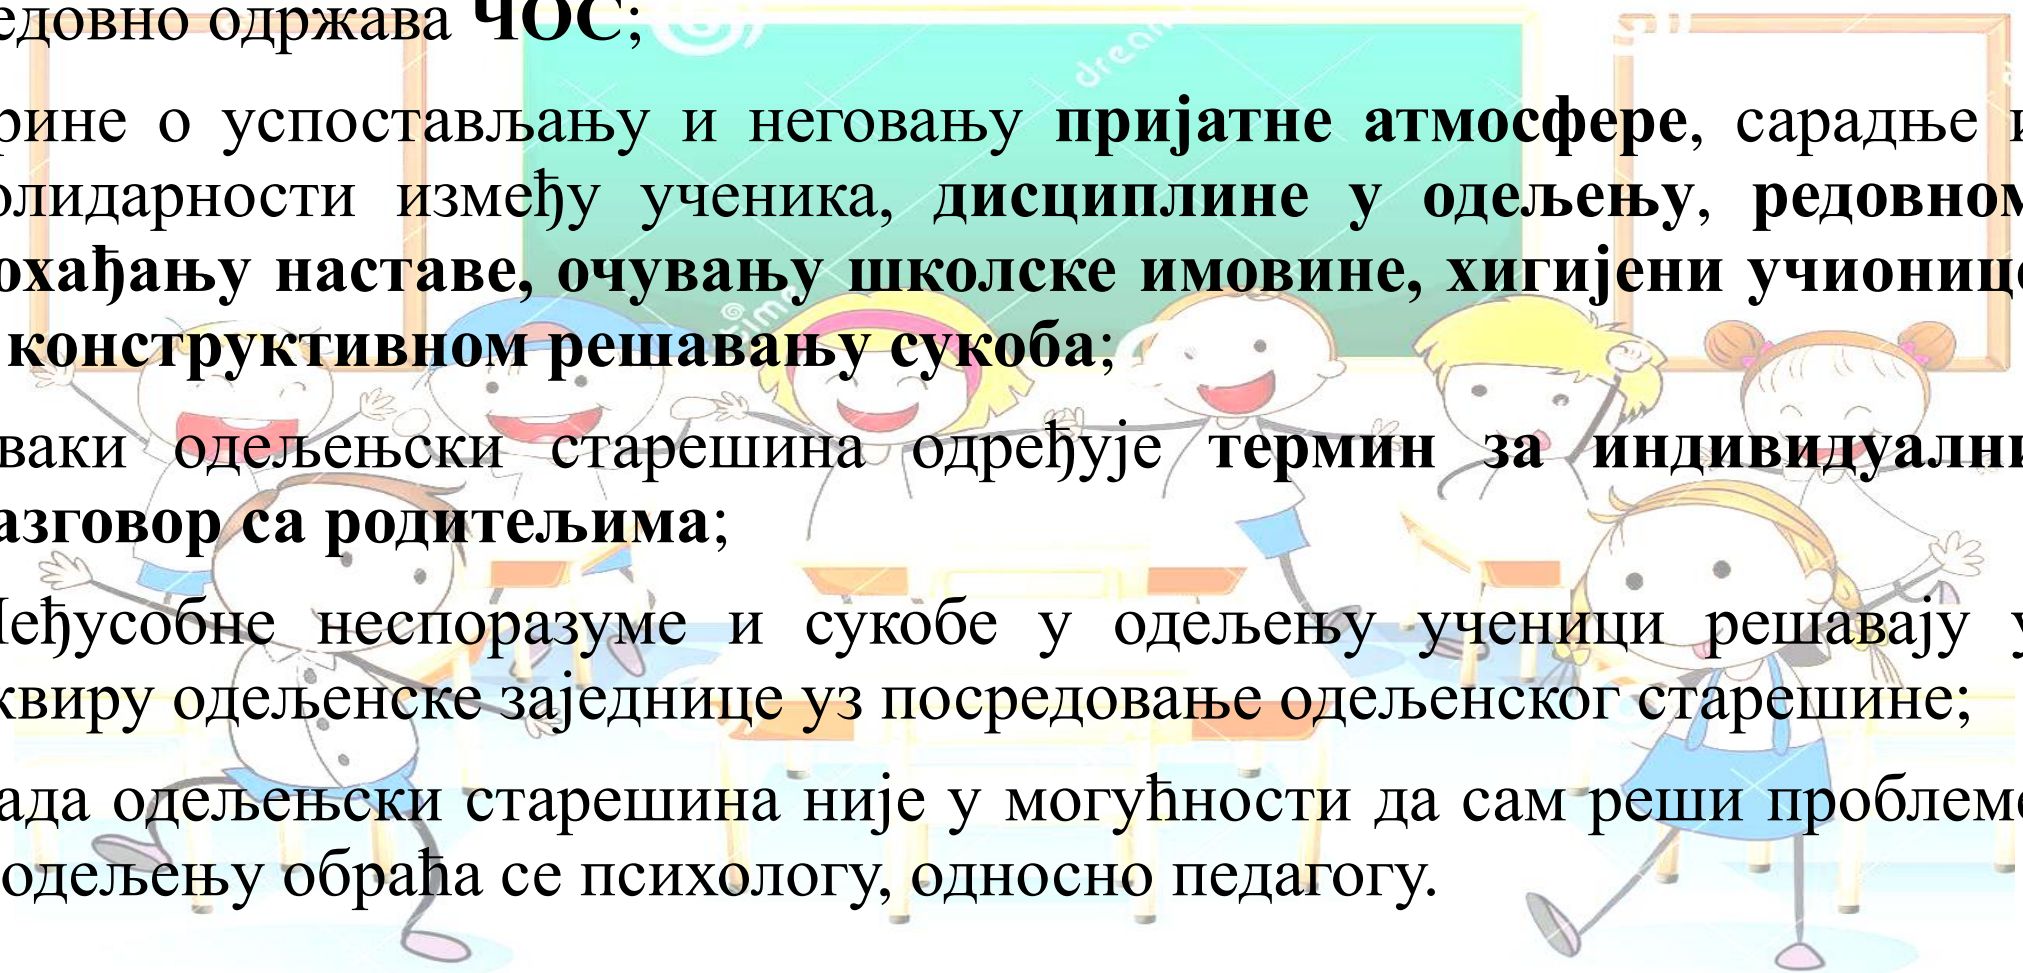 едовно одржава ЧОС;
рине о успостављању и неговању пријатне атмосфере, сарадње и
олидарности између ученика, дисциплине у одељењу, редовном
охађању наставе, очувању школске имовине, хигијени учионице
конструктивном решавању сукоба;
ваки одељењски старешина одређује термин за индивидуални
азговор са родитељима;
Међусобне неспоразуме и сукобе у одељењу ученици решавају у
квиру одељенске заједнице уз посредовање одељенског старешине;
ада одељењски старешина није у могућности да сам реши проблеме
одељењу обраћа се психологу, односно педагогу.